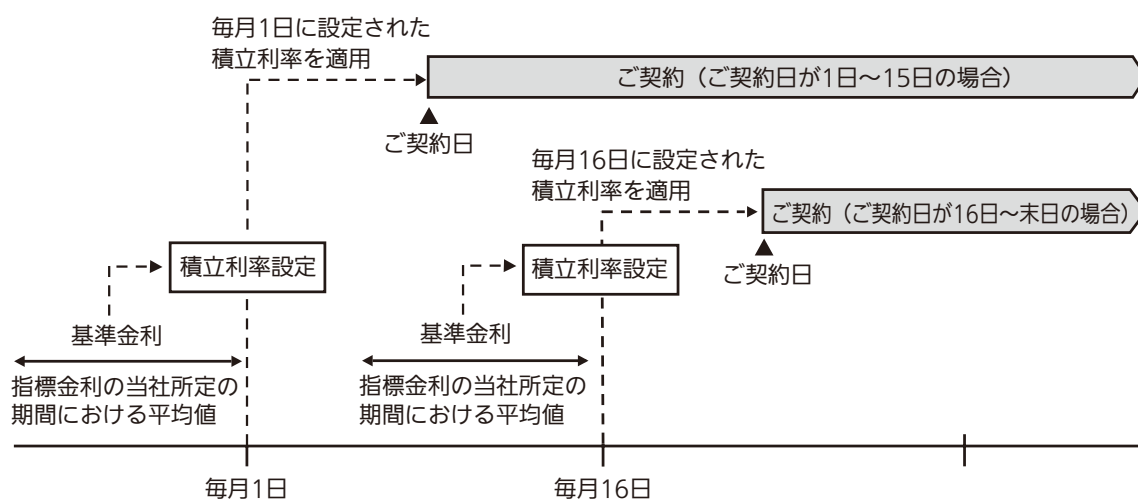 毎月1日に設定された
積立利率を適用
ご契約（ご契約日が1日～15日の場合）
ご契約日
毎月16日に設定された
積立利率を適用
ご契約（ご契約日が16日～末日の場合）
ご契約日
積立利率設定
積立利率設定
基準金利
基準金利
指標金利の当社所定の
期間における平均値
指標金利の当社所定の
期間における平均値
毎月1日
毎月16日